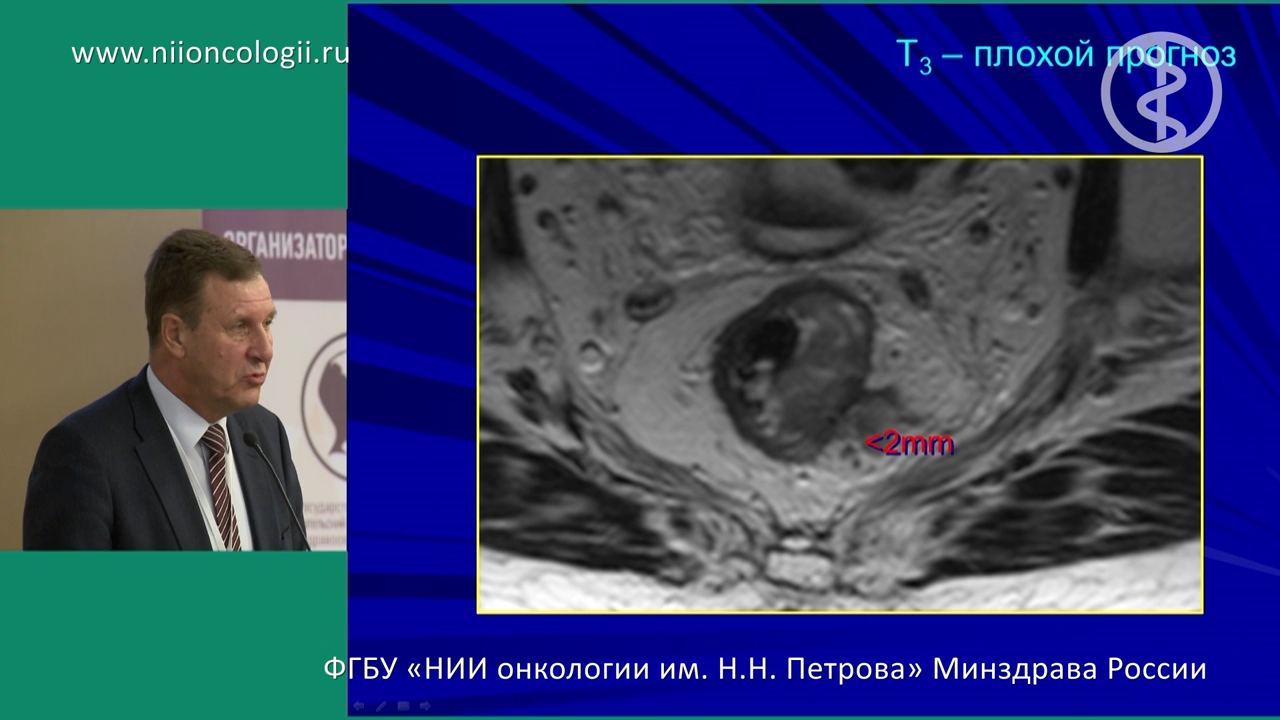 www.niioncologii.ru
T3 – плохой прогноз
ОРГАНИЗАТОР
<2mm
ФГБУ «НИИ онкологии им. Н.Н. Петрова» Минздрава России